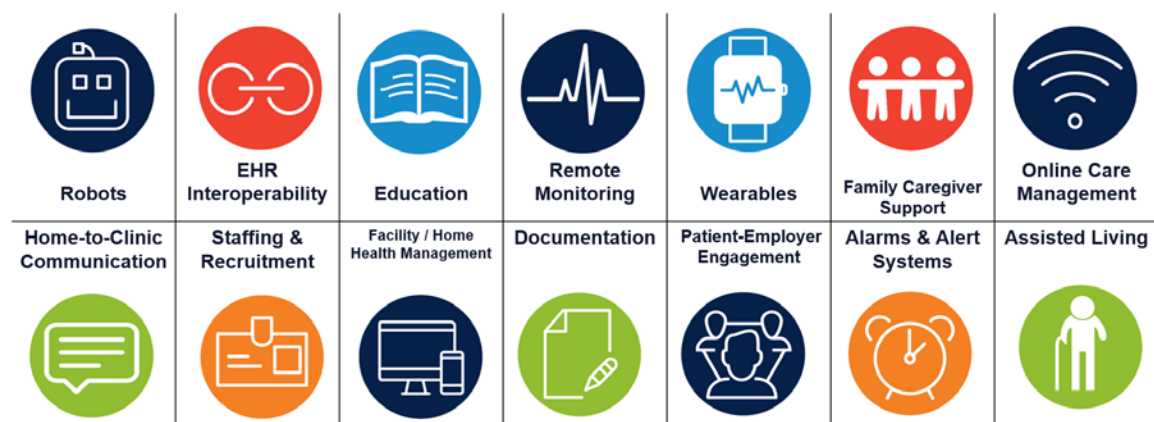 Robots
EHR
Interoperability
Education
Remote
Monitoring
Wearables
Family Caregiver
Support
Online Care
Management
Home-to-Clinic
Communication
Staffing &
Recruitment
Facility / Home
Health Management
Documentation
Patient-Employer
Engagement
Alarms & Alert
Systems
Assisted Living